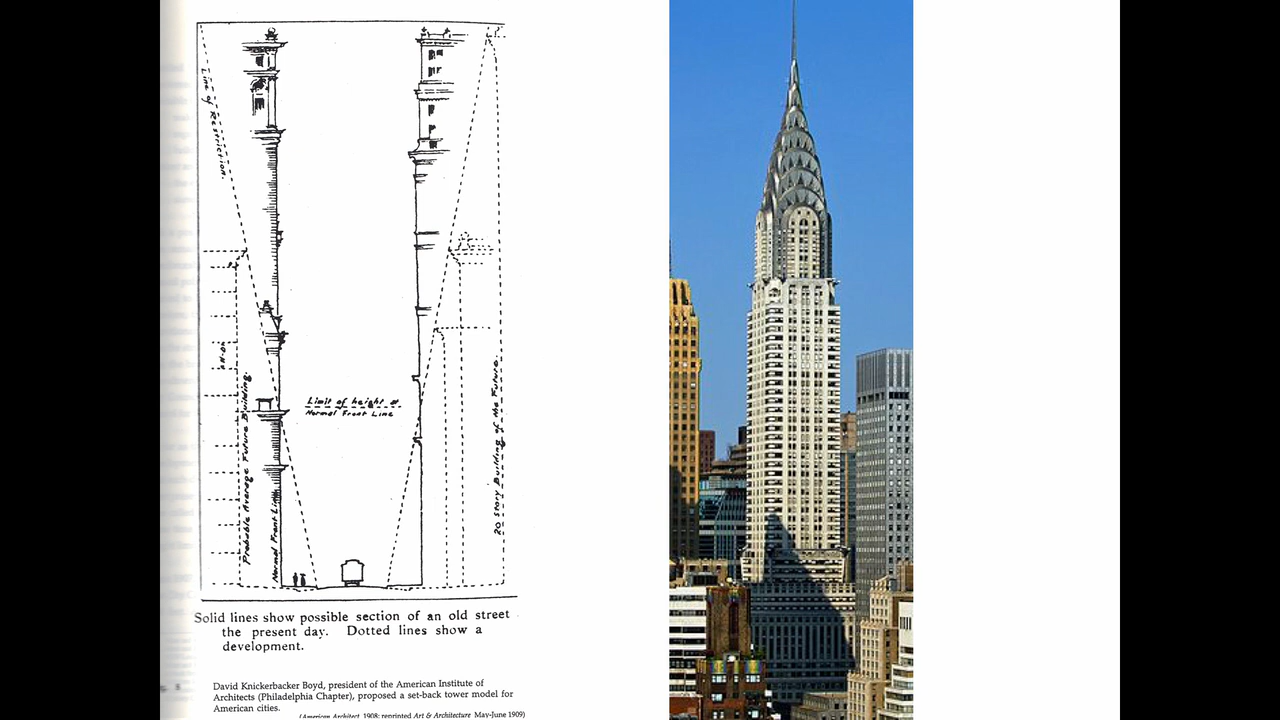 Line of Restriction.
Limit of height at
Normal Front Line
Probable Average Future Building.
Normal Front Line
20 Story Building of the Future.
Solid lines show possible section of an old street
the present day. Dotted lines show a
development.
David Knickerbacker Boyd, president of the American Institute of
Architects (Philadelphia Chapter), proposed a set-back tower model for
American cities.
(American Architect, 1908; reprinted Art & Architecture May-June 1909)